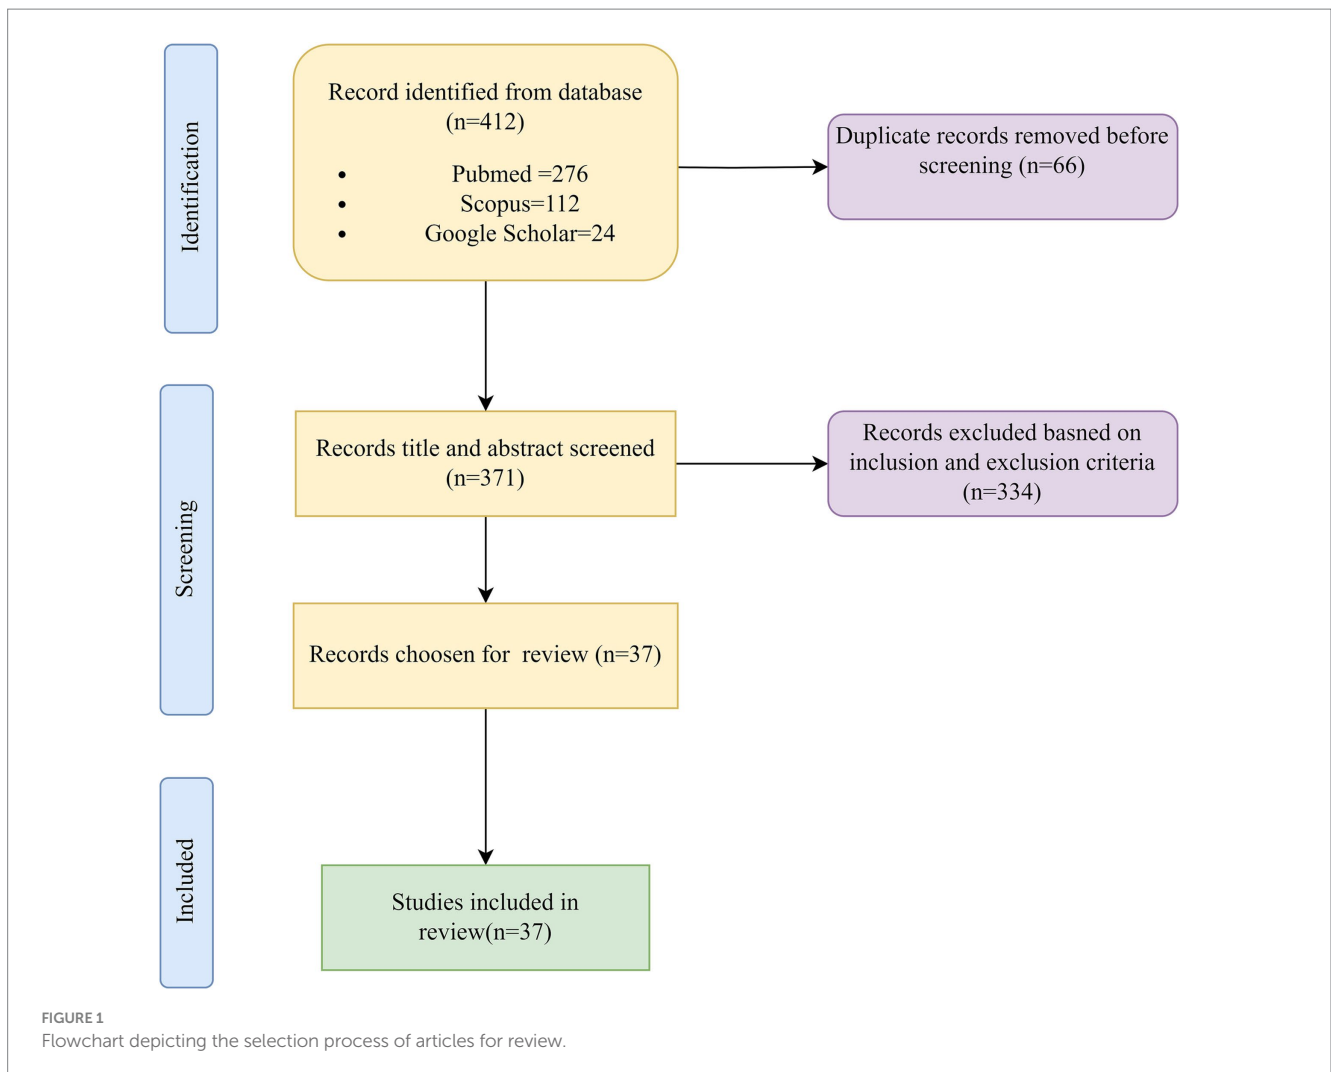 Identification
Record identified from database
(n=412)
• Pubmed =276
• Scopus=112
• Google Scholar=24
Duplicate records removed before
screening (n=66)
Screening
Records title and abstract screened
(n=371)
Records excluded basned on
inclusion and exclusion criteria
(n=334)
Records choosen for  review (n=37)
Included
Studies included in
review(n=37)
FIGURE 1
Flowchart depicting the selection process of articles for review.